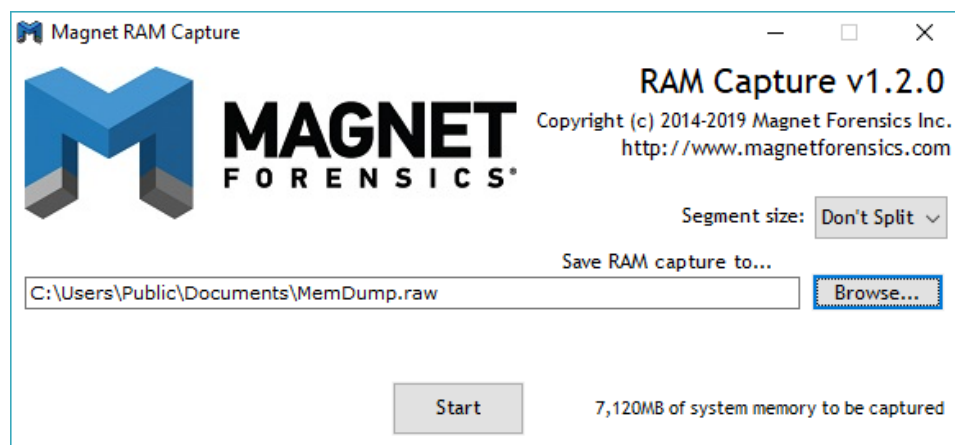 Magnet RAM Capture
RAM Capture v1.2.0
MAGNET
FORENSICS®
Copyright (c) 2014-2019 Magnet Forensics Inc.
http://www.magnetforensics.com
Segment size: Don't Split
Save RAM capture to...
C:\Users\Public\Documents\MemDump.raw Browse...
Start 7,120MB of system memory to be captured